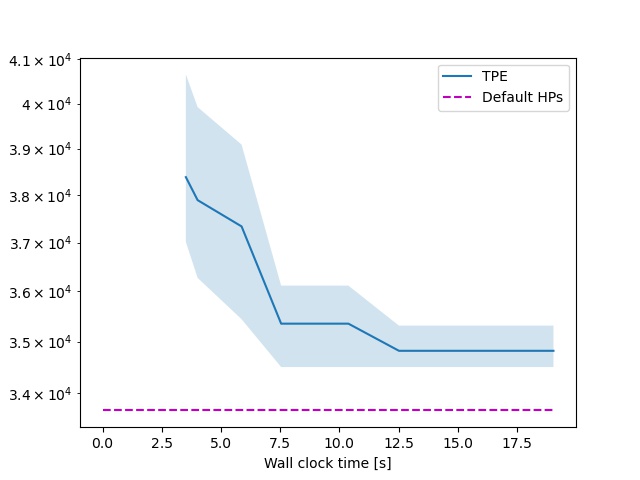 4.1 × 10⁴
4 × 10⁴
3.9 × 10⁴
3.8 × 10⁴
3.7 × 10⁴
3.6 × 10⁴
3.5 × 10⁴
3.4 × 10⁴
TPE
Default HPs
0.0 2.5 5.0 7.5 10.0 12.5 15.0 17.5
Wall clock time [s]